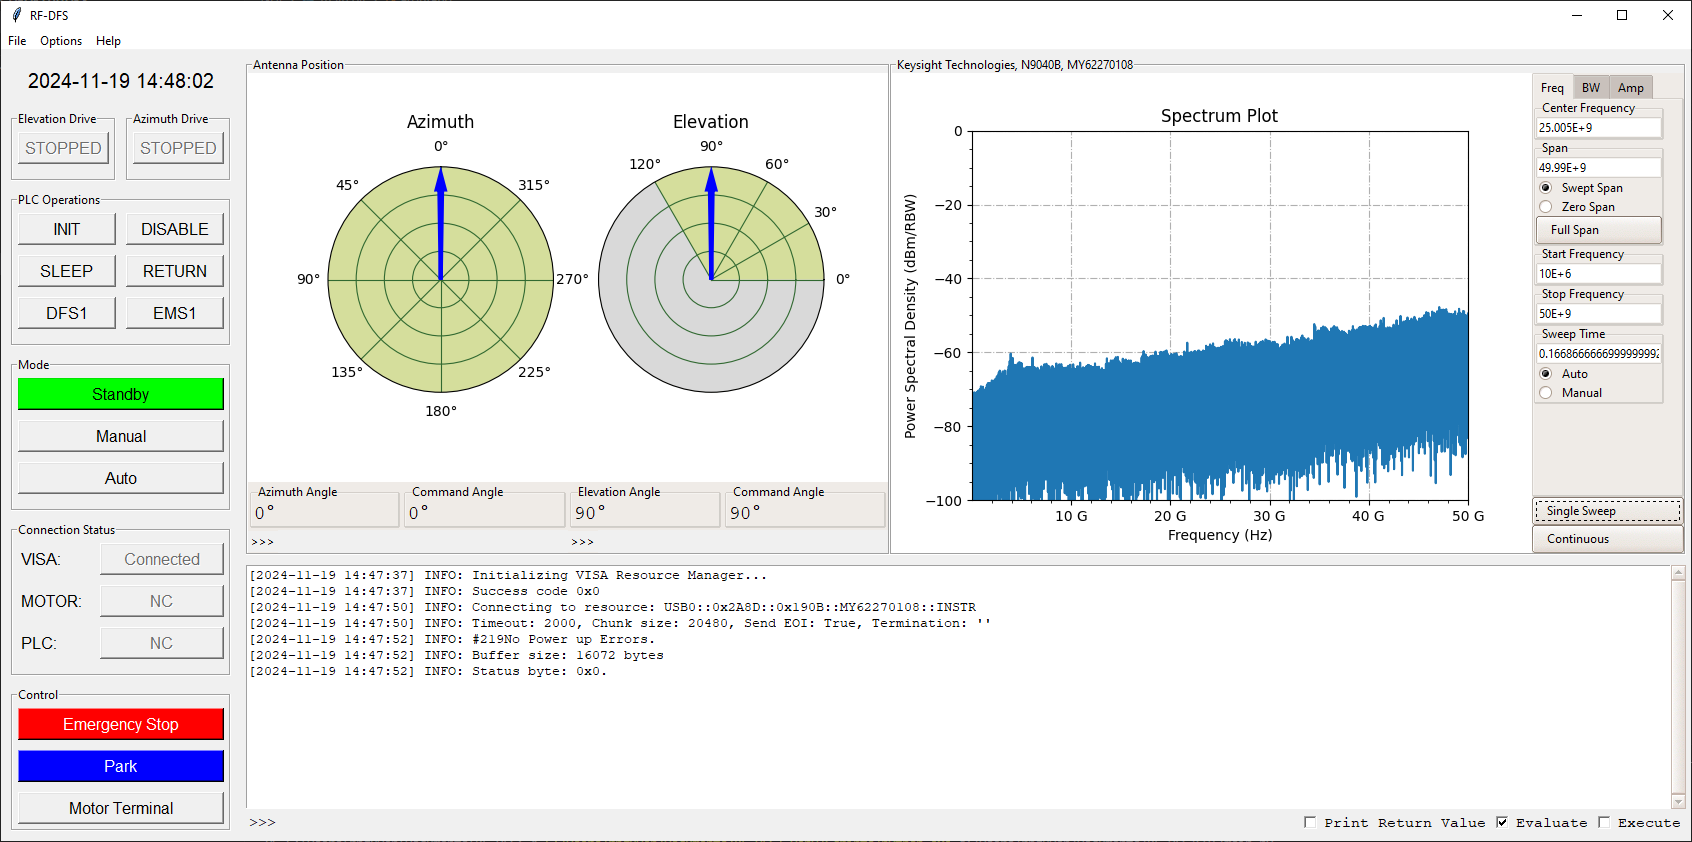 RF-DFS
File Options Help
2024-11-19 14:48:02
Elevation Drive
STOPPED
Azimuth Drive
STOPPED
PLC Operations
INIT
DISABLE
SLEEP
RETURN
DFS1
EMS1
Mode
Standby
Manual
Auto
Connection Status
VISA: Connected
MOTOR: NC
PLC: NC
Control
Emergency Stop
Park
Motor Terminal
Antenna Position
Azimuth
0°
45°
315°
90°
270°
135°
225°
180°
Elevation
90°
120°
60°
30°
0°
Azimuth Angle
0°
Command Angle
0°
Elevation Angle
90°
Command Angle
90°
>>>
>>>
Keysight Technologies, N9040B, MY62270108
Spectrum Plot
Power Spectral Density (dBm/RBW)
0
−20
−40
−60
−80
−100
10 G
20 G
30 G
40 G
50 G
Frequency (Hz)
Freq
BW
Amp
Center Frequency
25.005E+9
Span
49.99E+9
Swept Span
Zero Span
Full Span
Start Frequency
10E+6
Stop Frequency
50E+9
Sweep Time
Auto
Manual
Single Sweep
Continuous
[2024-11-19 14:47:37] INFO: Initializing VISA Resource Manager...
[2024-11-19 14:47:37] INFO: Success code 0x0
[2024-11-19 14:47:50] INFO: Connecting to resource: USB0::0x2A8D::0x190B::MY62270108::INSTR
[2024-11-19 14:47:50] INFO: Timeout: 2000, Chunk size: 20480, Send EOI: True, Termination: ''
[2024-11-19 14:47:52] INFO: #219No Power up Errors.
[2024-11-19 14:47:52] INFO: Buffer size: 16072 bytes
[2024-11-19 14:47:52] INFO: Status byte: 0x0.
>>>
Print Return Value
Evaluate
Execute